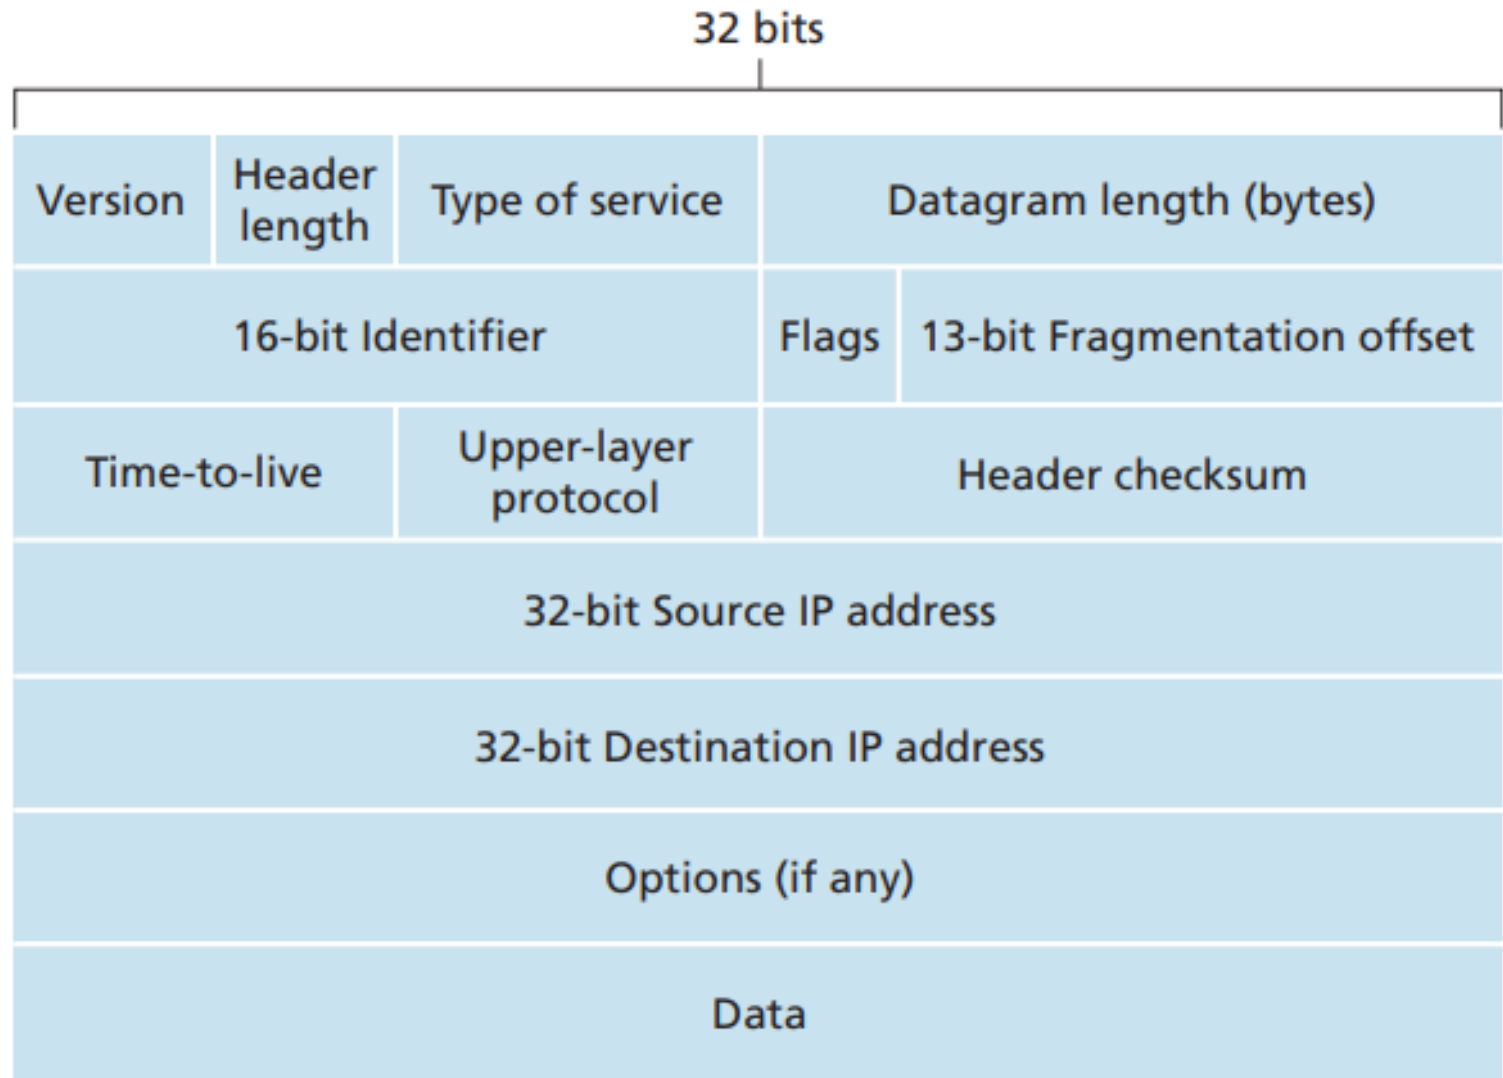 32 bits
Version
Header
length
Type of service
Datagram length (bytes)
16-bit Identifier
Flags
13-bit Fragmentation offset
Time-to-live
Upper-layer
protocol
Header checksum
32-bit Source IP address
32-bit Destination IP address
Options (if any)
Data